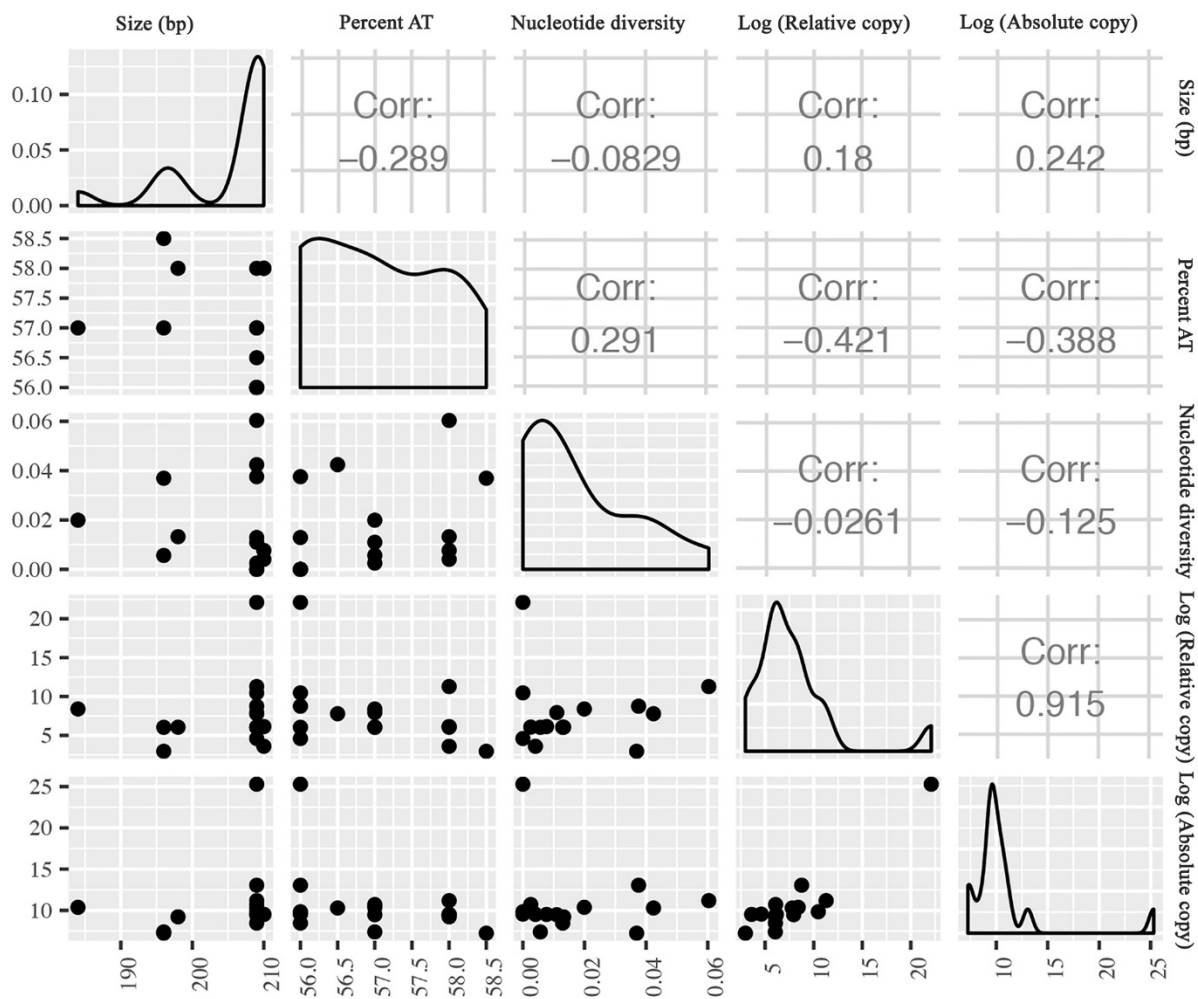 Size (bp) Percent AT Nucleotide diversity Log (Relative copy) Log (Absolute copy)
0.10
0.05
0.00
Corr:
−0.289
Corr:
−0.0829
Corr:
0.18
Corr:
0.242
Size (bp)
58.5
58.0
57.5
57.0
56.5
56.0
Corr:
0.291
Corr:
−0.421
Corr:
−0.388
Percent AT
0.06
0.04
0.02
0.00
Corr:
−0.0261
Corr:
−0.125
Nucleotide diversity
20
15
10
5
Corr:
0.915
Log (Relative copy)
25
20
15
10
Log (Absolute copy)
190 200 210 56.0 56.5 57.0 57.5 58.0 58.5 0.00 0.02 0.04 0.06 5 10 15 20 10 15 20 25